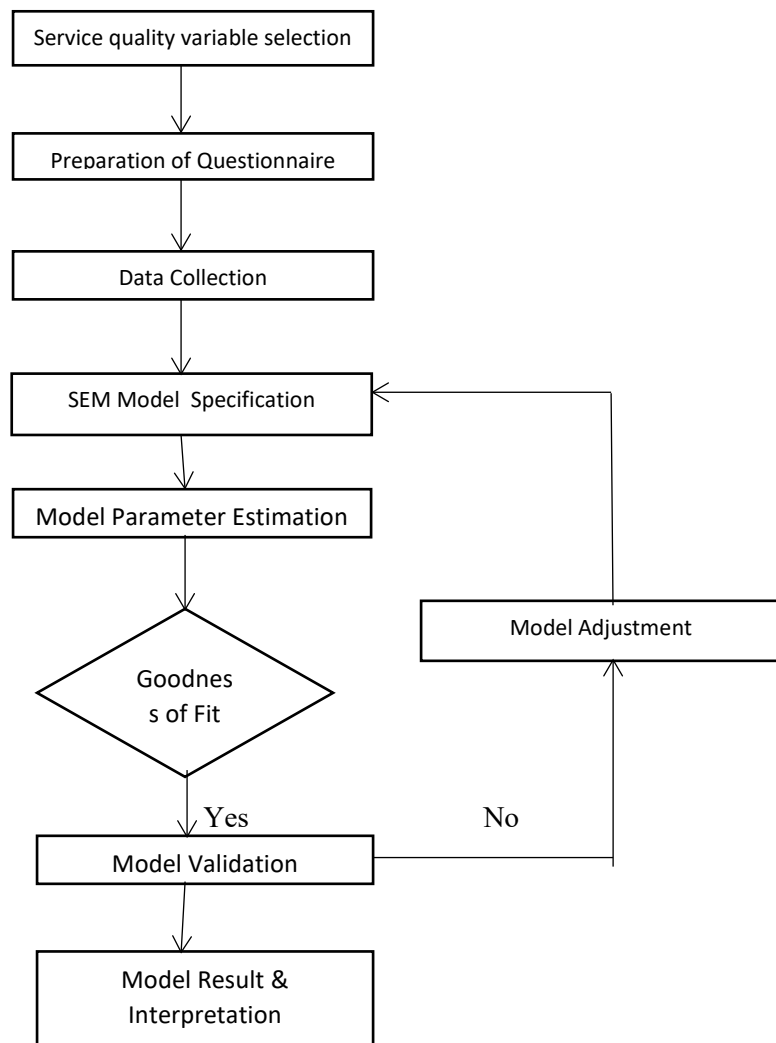 Service quality variable selection
Preparation of Questionnaire
Data Collection
SEM Model Specification
Model Parameter Estimation
Model Adjustment
Goodnes
s of Fit
Yes
No
Model Validation
Model Result &
Interpretation